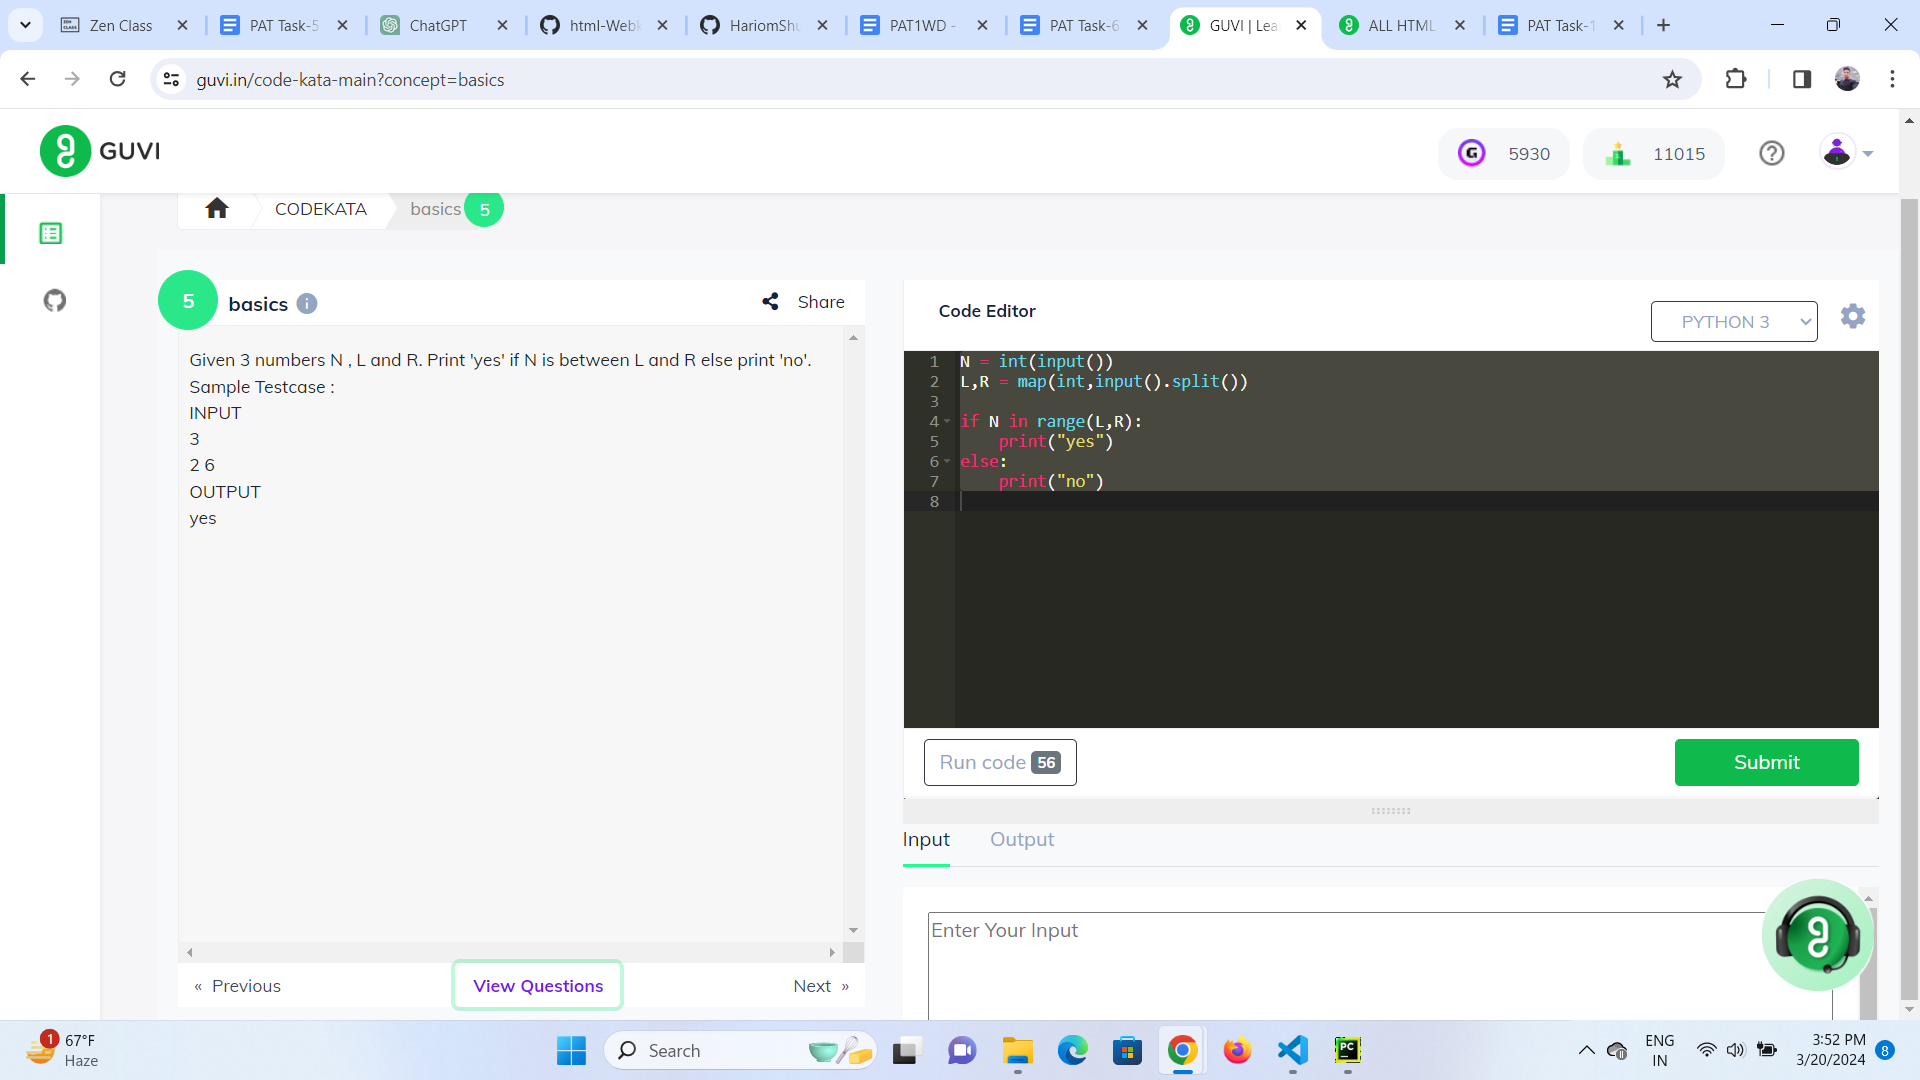 Zen Class
PAT Task-5
ChatGPT
html-Webk
HariomShu
PAT1WD -
PAT Task-6
GUVI | Lea
ALL HTML
PAT Task-1
guvi.in/code-kata-main?concept=basics
GUVI
5930
11015
CODEKATA
basics
5
5
basics
Share
Given 3 numbers N , L and R. Print 'yes' if N is between L and R else print 'no'.
Sample Testcase :
INPUT
3
2 6
OUTPUT
yes
« Previous
View Questions
Next »
Code Editor
PYTHON 3
1 N = int(input())
2 L,R = map(int,input().split())
3
4 if N in range(L,R):
5     print("yes")
6 else:
7     print("no")
8
Run code 56
Submit
Input
Output
Enter Your Input
1
67°F
Haze
Search
PC
ENG
IN
3:52 PM
3/20/2024
8